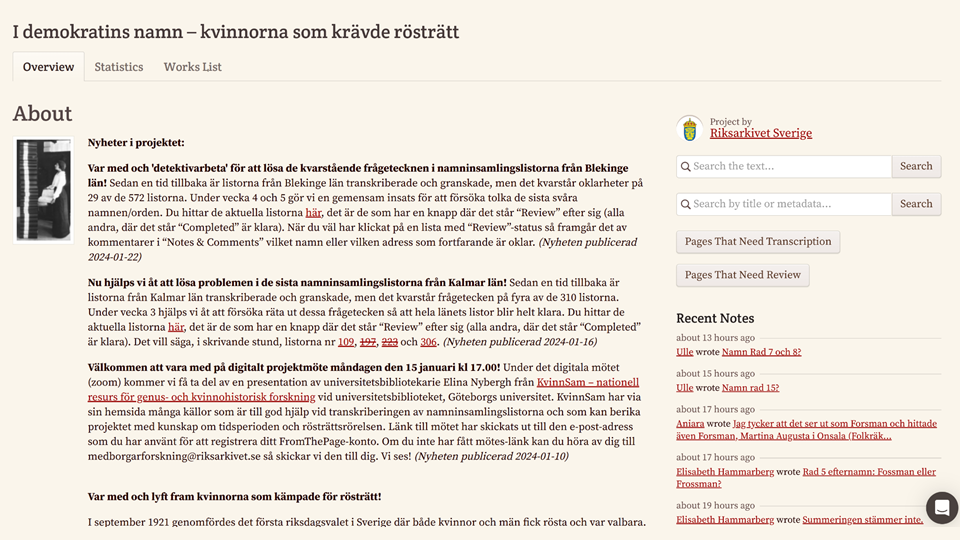 I demokratins namn – kvinnorna som krävde rösträtt
Overview
Statistics
Works List
About
Nyheter i projektet:
Var med och 'detektivarbeta' för att lösa de kvarstående frågetecknen i namninsamlingslistorna från Blekinge
län! Sedan en tid tillbaka är listorna från Blekinge län transkriberade och granskade, men det kvarstår oklarheter på
29 av de 572 listorna. Under vecka 4 och 5 gör vi en gemensam insats för att försöka tolka de sista svåra
namnen/orden. Du hittar de aktuella listorna här, det är de som har en knapp där det står “Review” efter sig (alla
andra, där det står “Completed” är klara). När du väl har klickat på en lista med “Review”-status så framgår det av
kommentarer i “Notes & Comments” vilket namn eller vilken adress som fortfarande är oklar. (Nyheten publicerad
2024-01-22)
Nu hjälps vi åt att lösa problemen i de sista namninsamlingslistorna från Kalmar län! Sedan en tid tillbaka är
listorna från Kalmar län transkriberade och granskade, men det kvarstår frågetecken på fyra av de 310 listorna.
Under vecka 3 hjälps vi åt att försöka räta ut dessa frågetecken så att hela länets listor blir helt klara. Du hittar de
aktuella listorna här, det är de som har en knapp där det står “Review” efter sig (alla andra, där det står “Completed”
är klara). Det vill säga, i skrivande stund, listorna nr 109, 197, 223 och 306. (Nyheten publicerad 2024-01-16)
Välkommen att vara med på digitalt projektmöte måndagen den 15 januari kl 17.00! Under det digitala mötet
(zoom) kommer vi få ta del av en presentation av universitetsbibliotekarie Elina Nybergh från KvinnSam – nationell
resurs för genus- och kvinnohistorisk forskning vid universitetsbiblioteket, Göteborgs universitet. KvinnSam har via
sin hemsida många källor som är till god hjälp vid transkriberingen av namninsamlingslistorna och som kan berika
projektet med kunskap om tidsperioden och rösträttsrörelsen. Länk till mötet har skickats ut till den e-post-adress
som du har använt för att registrera ditt FromThePage-konto. Om du inte har fått mötes-länk kan du höra av dig till
medborgarforskning@riksarkivet.se så skickar vi den till dig. Vi ses! (Nyheten publicerad 2024-01-10)
Var med och lyft fram kvinnorna som kämpade för rösträtt!
I september 1921 genomfördes det första riksdagsvalet i Sverige där både kvinnor och män fick rösta och var valbara.
Project by
Riksarkivet Sverige
Search the text...
Search
Search by title or metadata...
Search
Pages That Need Transcription
Pages That Need Review
Recent Notes
about 13 hours ago
Ulle wrote Namn Rad 7 och 8?
about 15 hours ago
Ulle wrote Namn rad 15?
about 17 hours ago
Aniara wrote Jag tycker att det ser ut som Forsman och hittade
även Forsman, Martina Augusta i Onsala (Folkräk...
about 17 hours ago
Elisabeth Hammarberg wrote Rad 5 efternamn: Fossman eller
Frossman?
about 19 hours ago
Elisabeth Hammarberg wrote Summeringen stämmer inte.